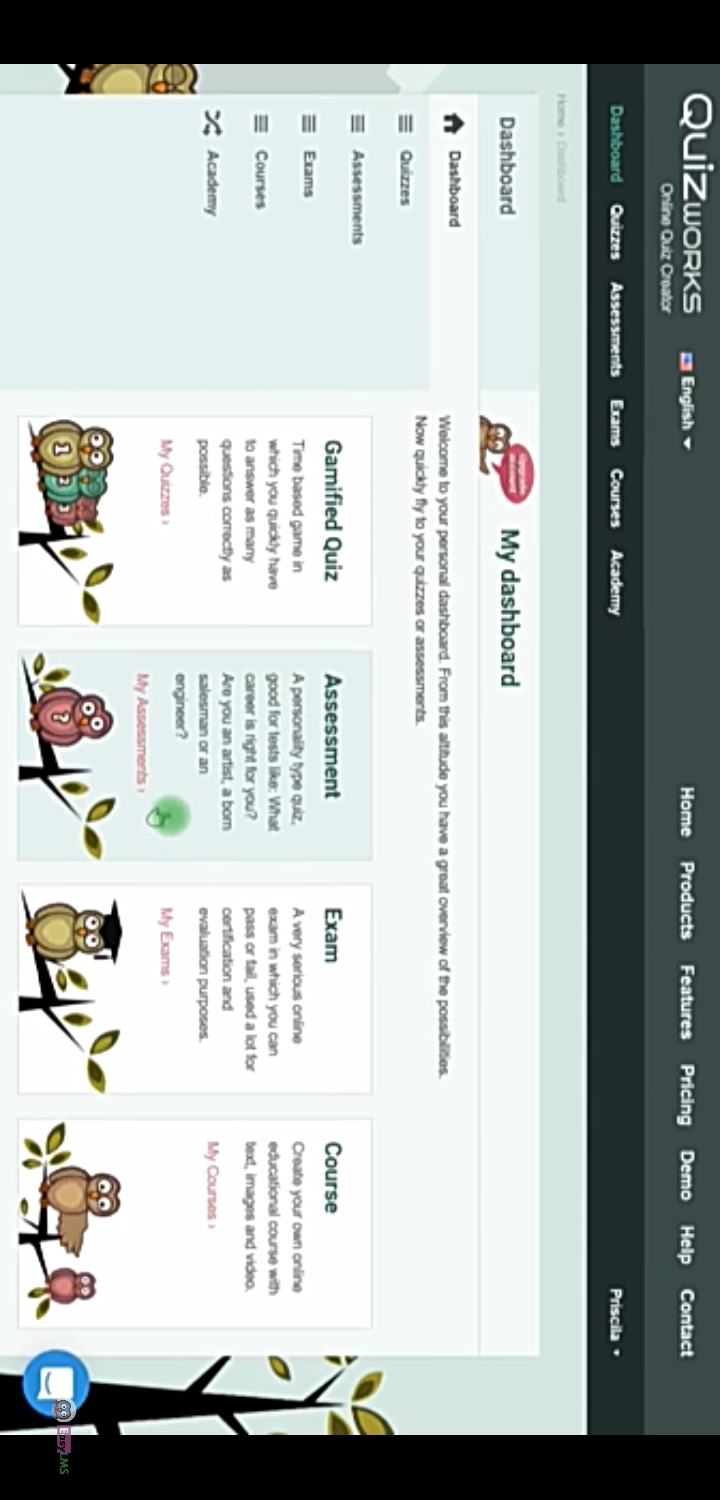 QuizWORKS
Online Quiz Creator
English
Home Products Features Pricing Demo Help Contact
Dashboard Quizzes Assessments Exams Courses Academy
Priscila
Home › Dashboard
Dashboard
Dashboard
Quizzes
Assessments
Exams
Courses
Academy
Upgrade
account
My dashboard
Welcome to your personal dashboard. From this altitude you have a great overview of the possibilities.
Now quickly fly to your quizzes or assessments.
Gamified Quiz
Time based game in
which you quickly have
to answer as many
questions correctly as
possible.
My Quizzes ›
1
2
3
Assessment
A personality type quiz,
good for tests like: What
career is right for you?
Are you an artist, a born
salesman or an
engineer?
My Assessments ›
?
Exam
A very serious online
exam in which you can
pass or fail, used a lot for
certification and
evaluation purposes.
My Exams ›
Course
Create your own online
educational course with
text, images and video.
My Courses ›
EasyLMS